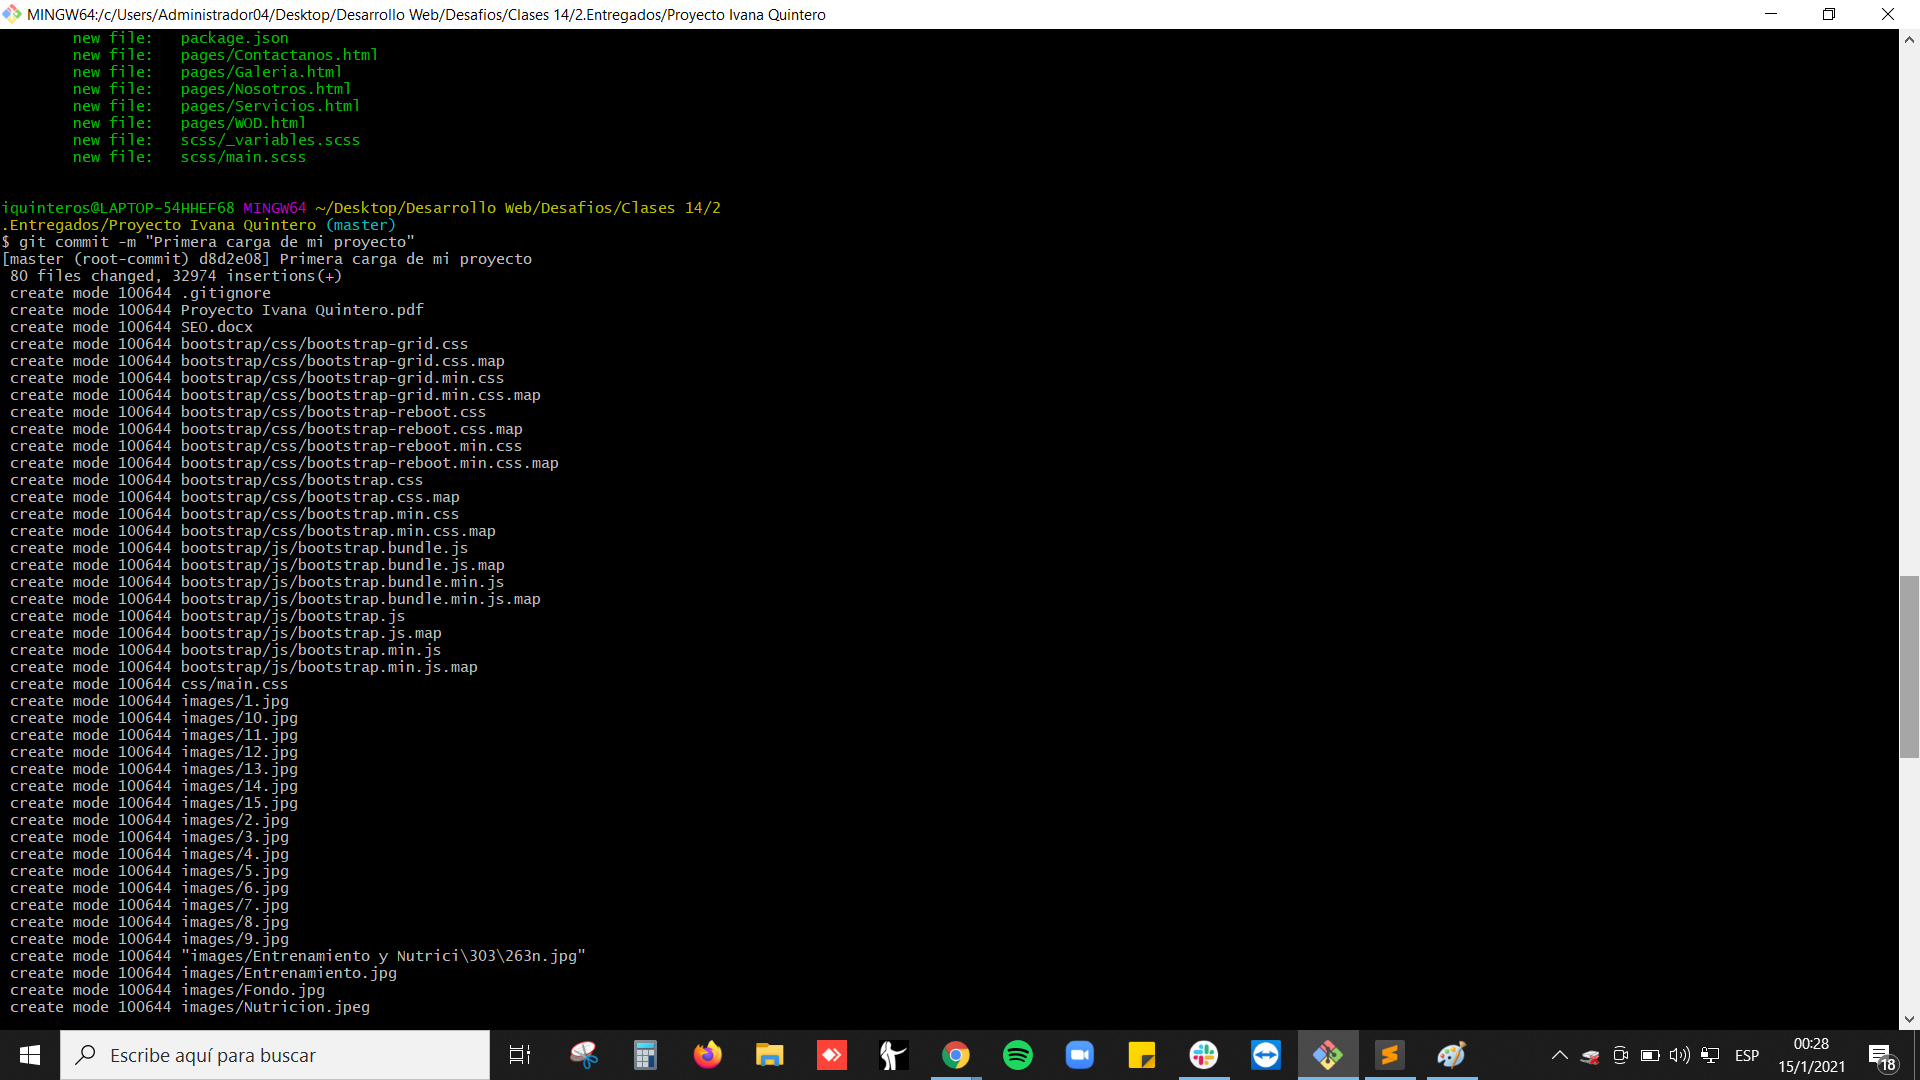 MINGW64:/c/Users/Administrador04/Desktop/Desarrollo Web/Desafios/Clases 14/2.Entregados/Proyecto Ivana Quintero
new file:   package.json
new file:   pages/Contactanos.html
new file:   pages/Galeria.html
new file:   pages/Nosotros.html
new file:   pages/Servicios.html
new file:   pages/WOD.html
new file:   scss/_variables.scss
new file:   scss/main.scss
iquinteros@LAPTOP-54HHEF68 MINGW64 ~/Desktop/Desarrollo Web/Desafios/Clases 14/2
.Entregados/Proyecto Ivana Quintero (master)
$ git commit -m "Primera carga de mi proyecto"
[master (root-commit) d8d2e08] Primera carga de mi proyecto
80 files changed, 32974 insertions(+)
create mode 100644 .gitignore
create mode 100644 Proyecto Ivana Quintero.pdf
create mode 100644 SEO.docx
create mode 100644 bootstrap/css/bootstrap-grid.css
create mode 100644 bootstrap/css/bootstrap-grid.css.map
create mode 100644 bootstrap/css/bootstrap-grid.min.css
create mode 100644 bootstrap/css/bootstrap-grid.min.css.map
create mode 100644 bootstrap/css/bootstrap-reboot.css
create mode 100644 bootstrap/css/bootstrap-reboot.css.map
create mode 100644 bootstrap/css/bootstrap-reboot.min.css
create mode 100644 bootstrap/css/bootstrap-reboot.min.css.map
create mode 100644 bootstrap/css/bootstrap.css
create mode 100644 bootstrap/css/bootstrap.css.map
create mode 100644 bootstrap/css/bootstrap.min.css
create mode 100644 bootstrap/css/bootstrap.min.css.map
create mode 100644 bootstrap/js/bootstrap.bundle.js
create mode 100644 bootstrap/js/bootstrap.bundle.js.map
create mode 100644 bootstrap/js/bootstrap.bundle.min.js
create mode 100644 bootstrap/js/bootstrap.bundle.min.js.map
create mode 100644 bootstrap/js/bootstrap.js
create mode 100644 bootstrap/js/bootstrap.js.map
create mode 100644 bootstrap/js/bootstrap.min.js
create mode 100644 bootstrap/js/bootstrap.min.js.map
create mode 100644 css/main.css
create mode 100644 images/1.jpg
create mode 100644 images/10.jpg
create mode 100644 images/11.jpg
create mode 100644 images/12.jpg
create mode 100644 images/13.jpg
create mode 100644 images/14.jpg
create mode 100644 images/15.jpg
create mode 100644 images/2.jpg
create mode 100644 images/3.jpg
create mode 100644 images/4.jpg
create mode 100644 images/5.jpg
create mode 100644 images/6.jpg
create mode 100644 images/7.jpg
create mode 100644 images/8.jpg
create mode 100644 images/9.jpg
create mode 100644 "images/Entrenamiento y Nutrici\303\263n.jpg"
create mode 100644 images/Entrenamiento.jpg
create mode 100644 images/Fondo.jpg
create mode 100644 images/Nutricion.jpeg
Escribe aquí para buscar
ESP
00:28
15/1/2021
18